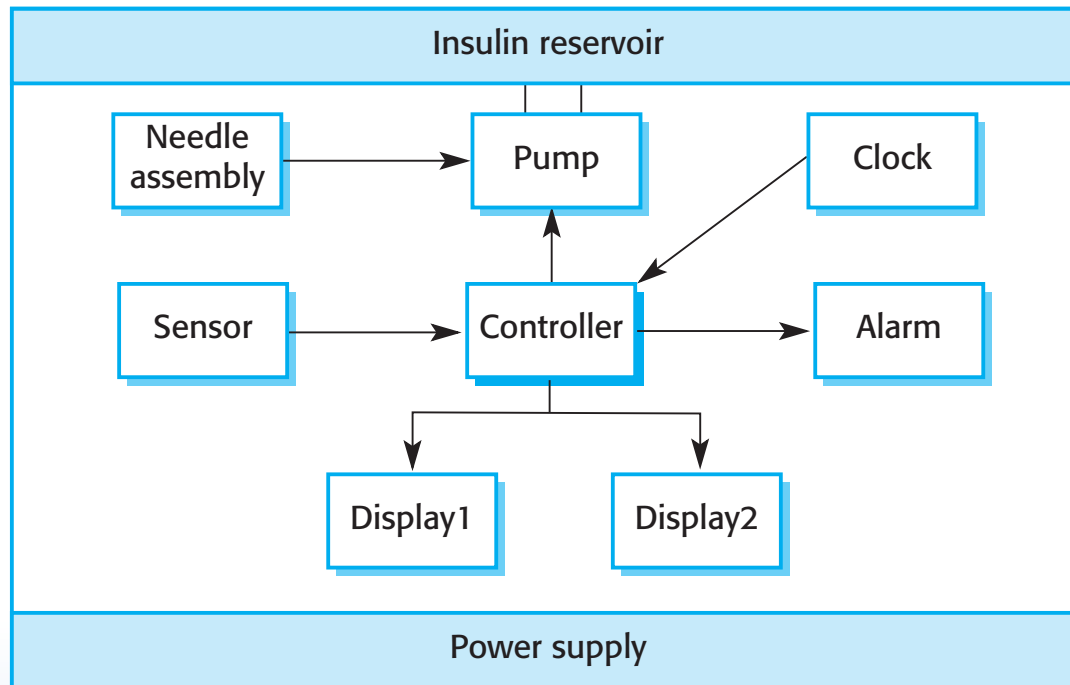 Insulin reservoir
Needle
assembly
Pump
Clock
Sensor
Controller
Alarm
Display1
Display2
Power supply